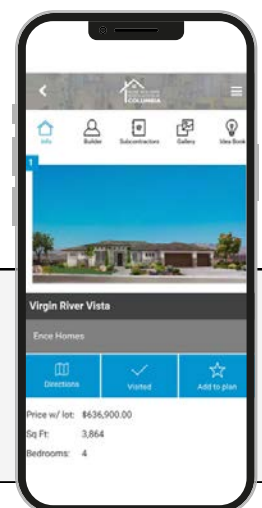 COLUMBIA
Info Builder Subcontractors Gallery Idea Book
1
Virgin River Vista
Ence Homes
Directions Visited Add to plan
Price w/ lot: $636,900.00
Sq Ft: 3,864
Bedrooms: 4